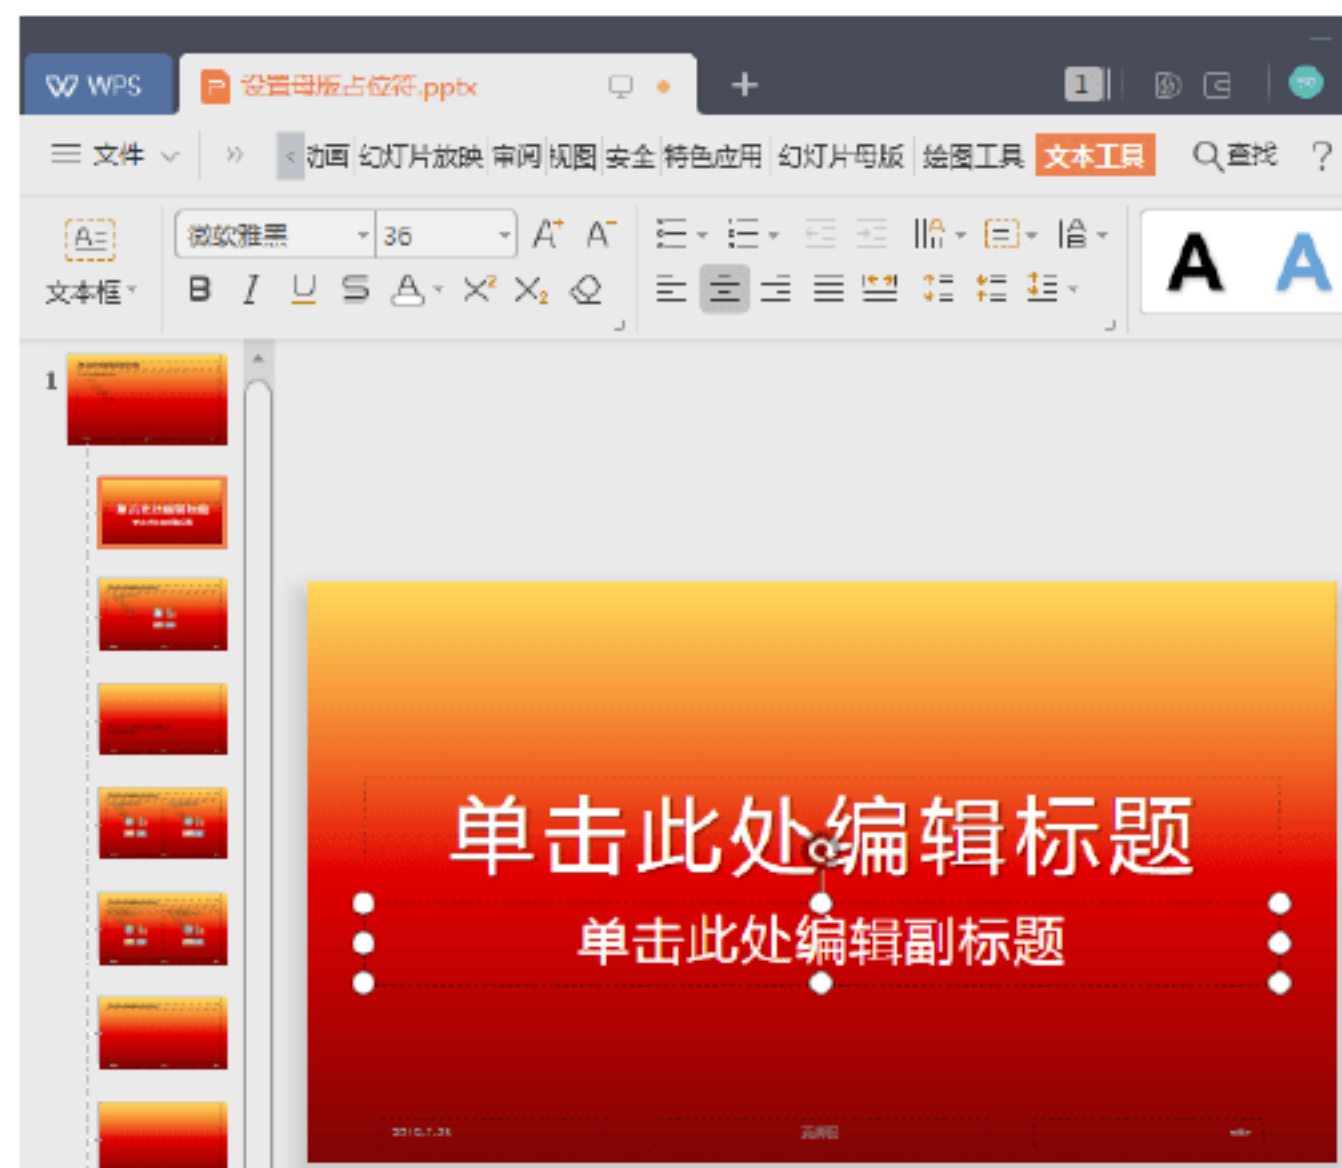 WPS 设置母版占位符.pptx + 1
文件 动画 幻灯片放映 审阅 视图 安全 特色应用 幻灯片母版 绘图工具 文本工具 查找 ?
微软雅黑 36
文本框
1
单击此处编辑标题
单击此处编辑副标题